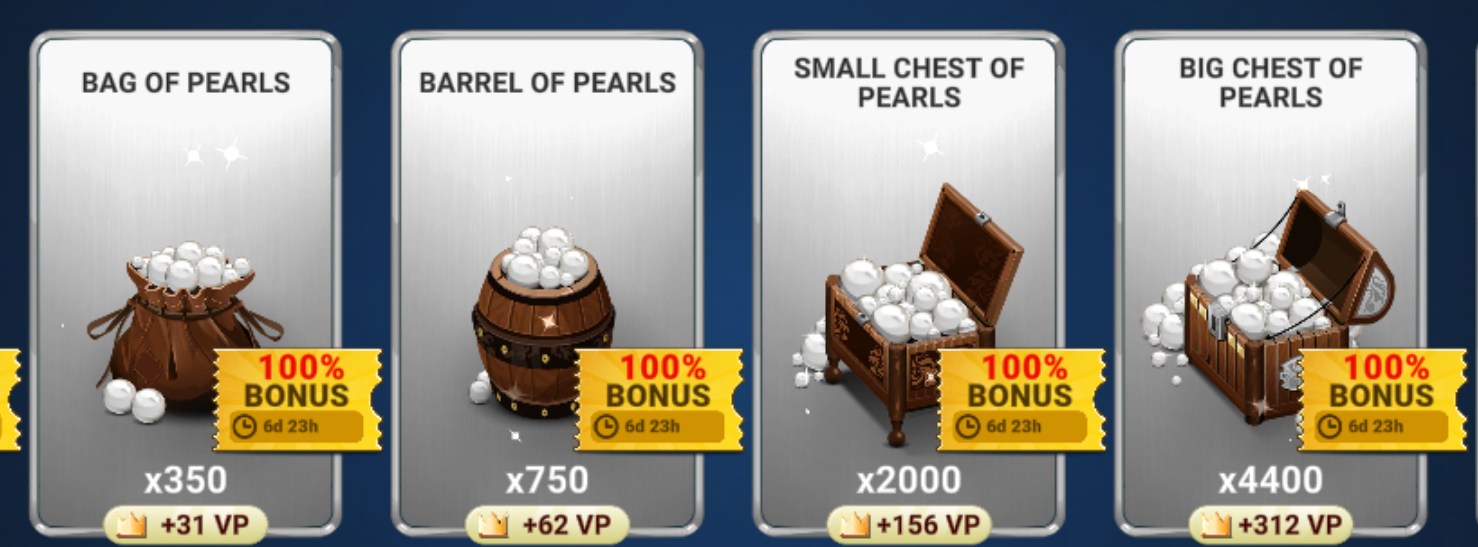 BAG OF PEARLS
100%
BONUS
6d 23h
x350
+31 VP
BARREL OF PEARLS
100%
BONUS
6d 23h
x750
+62 VP
SMALL CHEST OF
PEARLS
100%
BONUS
6d 23h
x2000
+156 VP
BIG CHEST OF
PEARLS
100%
BONUS
6d 23h
x4400
+312 VP